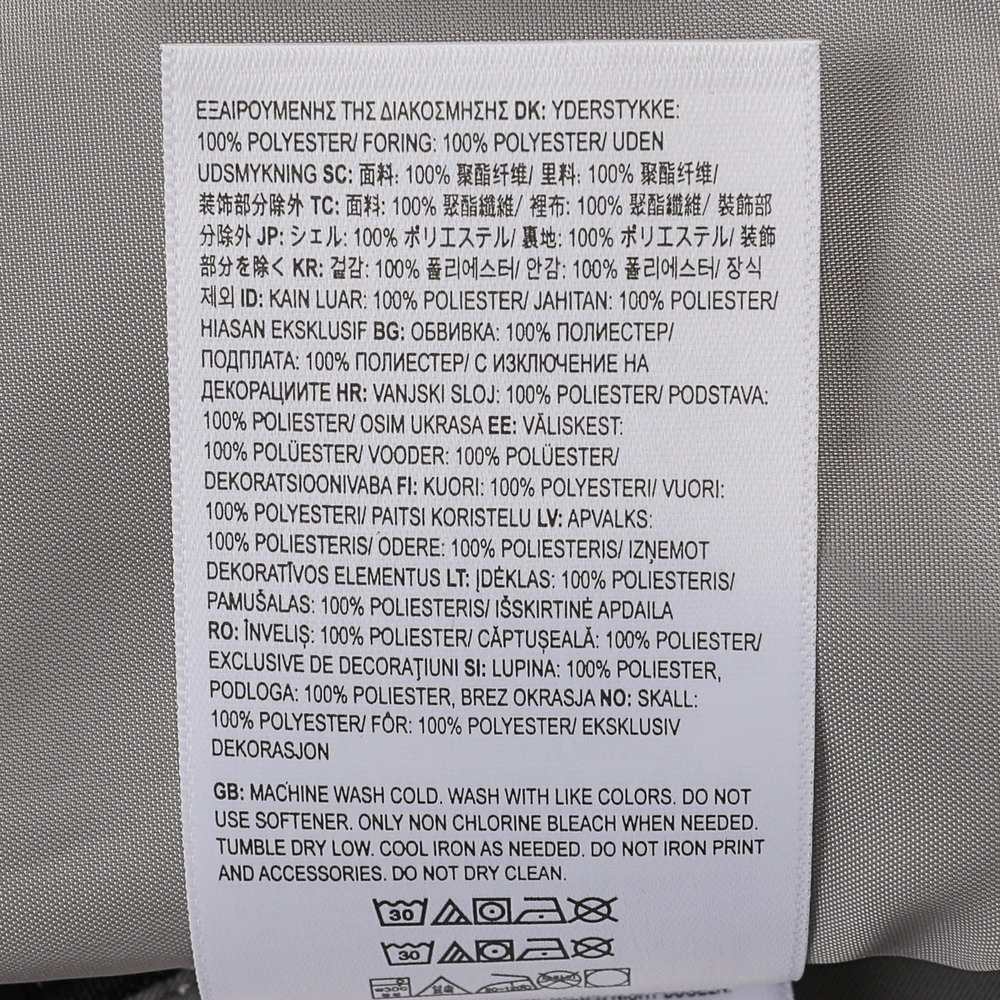 ΕΞΑΙΡΟΥΜΕΝΗΣ ΤΗΣ ΔΙΑΚΟΣΜΗΣΗΣ DK: YDERSTYKKE:
100% POLYESTER/ FORING: 100% POLYESTER/ UDEN
UDSMYKNING SC: 面料: 100% 聚酯纤维/ 里料: 100% 聚酯纤维/
装饰部分除外 TC: 面料: 100% 聚酯纖維/ 裡布: 100% 聚酯纖維/ 裝飾部
分除外 JP: シェル: 100% ポリエステル/ 裏地: 100% ポリエステル/ 装飾
部分を除く KR: 겉감: 100% 폴리에스터/ 안감: 100% 폴리에스터/ 장식
제외 ID: KAIN LUAR: 100% POLIESTER/ JAHITAN: 100% POLIESTER/
HIASAN EKSKLUSIF BG: ОБВИВКА: 100% ПОЛИЕСТЕР/
ПОДПЛАТА: 100% ПОЛИЕСТЕР/ С ИЗКЛЮЧЕНИЕ НА
ДЕКОРАЦИИТЕ HR: VANJSKI SLOJ: 100% POLIESTER/ PODSTAVA:
100% POLIESTER/ OSIM UKRASA EE: VÄLISKEST:
100% POLÜESTER/ VOODER: 100% POLÜESTER/
DEKORATSIOONIVABA FI: KUORI: 100% POLYESTERI/ VUORI:
100% POLYESTERI/ PAITSI KORISTELU LV: APVALKS:
100% POLIESTERIS/ ODERE: 100% POLIESTERIS/ IZŅEMOT
DEKORATĪVOS ELEMENTUS LT: ĮDĖKLAS: 100% POLIESTERIS/
PAMUŠALAS: 100% POLIESTERIS/ IŠSKIRTINĖ APDAILA
RO: ÎNVELIȘ: 100% POLIESTER/ CĂPTUȘEALĂ: 100% POLIESTER/
EXCLUSIVE DE DECORAŢIUNI SI: LUPINA: 100% POLIESTER,
PODLOGA: 100% POLIESTER, BREZ OKRASJA NO: SKALL:
100% POLYESTER/ FÔR: 100% POLYESTER/ EKSKLUSIV
DEKORASJON
GB: MACHINE WASH COLD. WASH WITH LIKE COLORS. DO NOT
USE SOFTENER. ONLY NON CHLORINE BLEACH WHEN NEEDED.
TUMBLE DRY LOW. COOL IRON AS NEEDED. DO NOT IRON PRINT
AND ACCESSORIES. DO NOT DRY CLEAN.
30
30